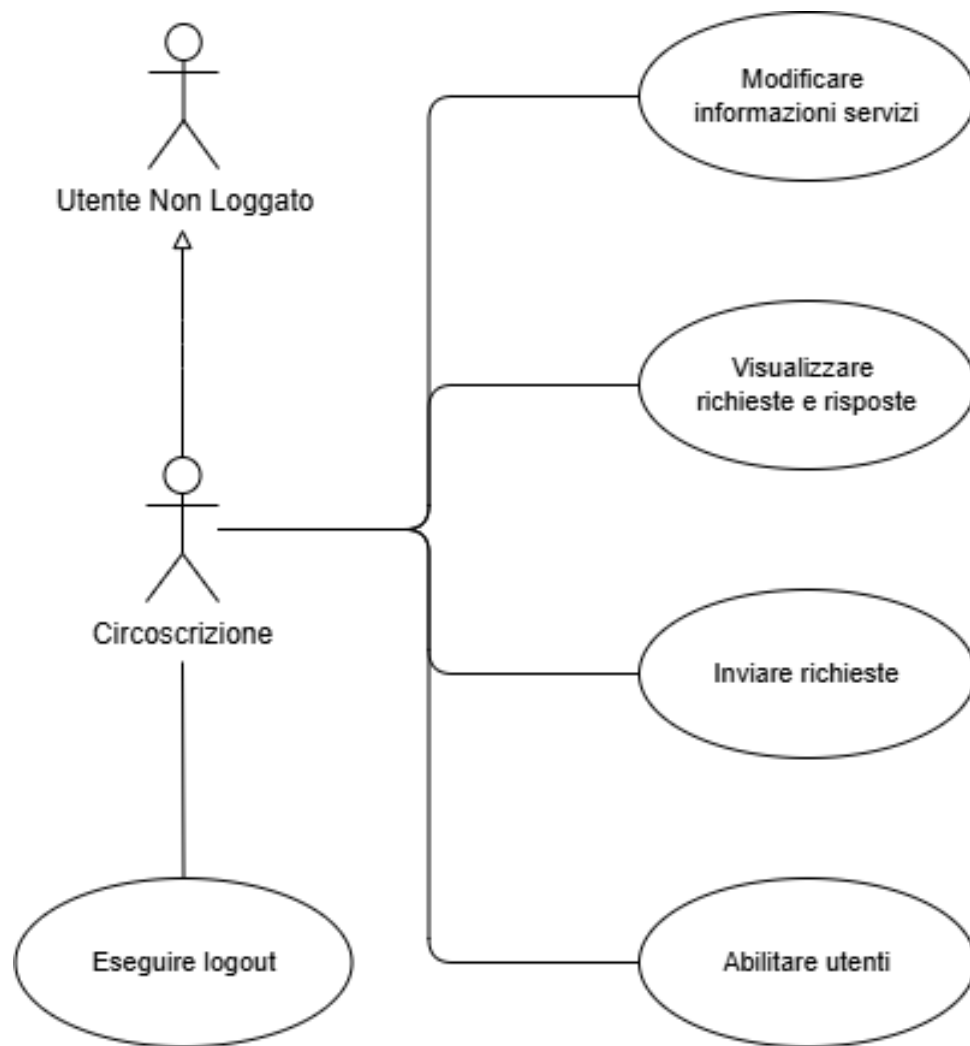 Modificare
informazioni servizi
Utente Non Loggato
Visualizzare
richieste e risposte
Circoscrizione
Inviare richieste
Eseguire logout
Abilitare utenti